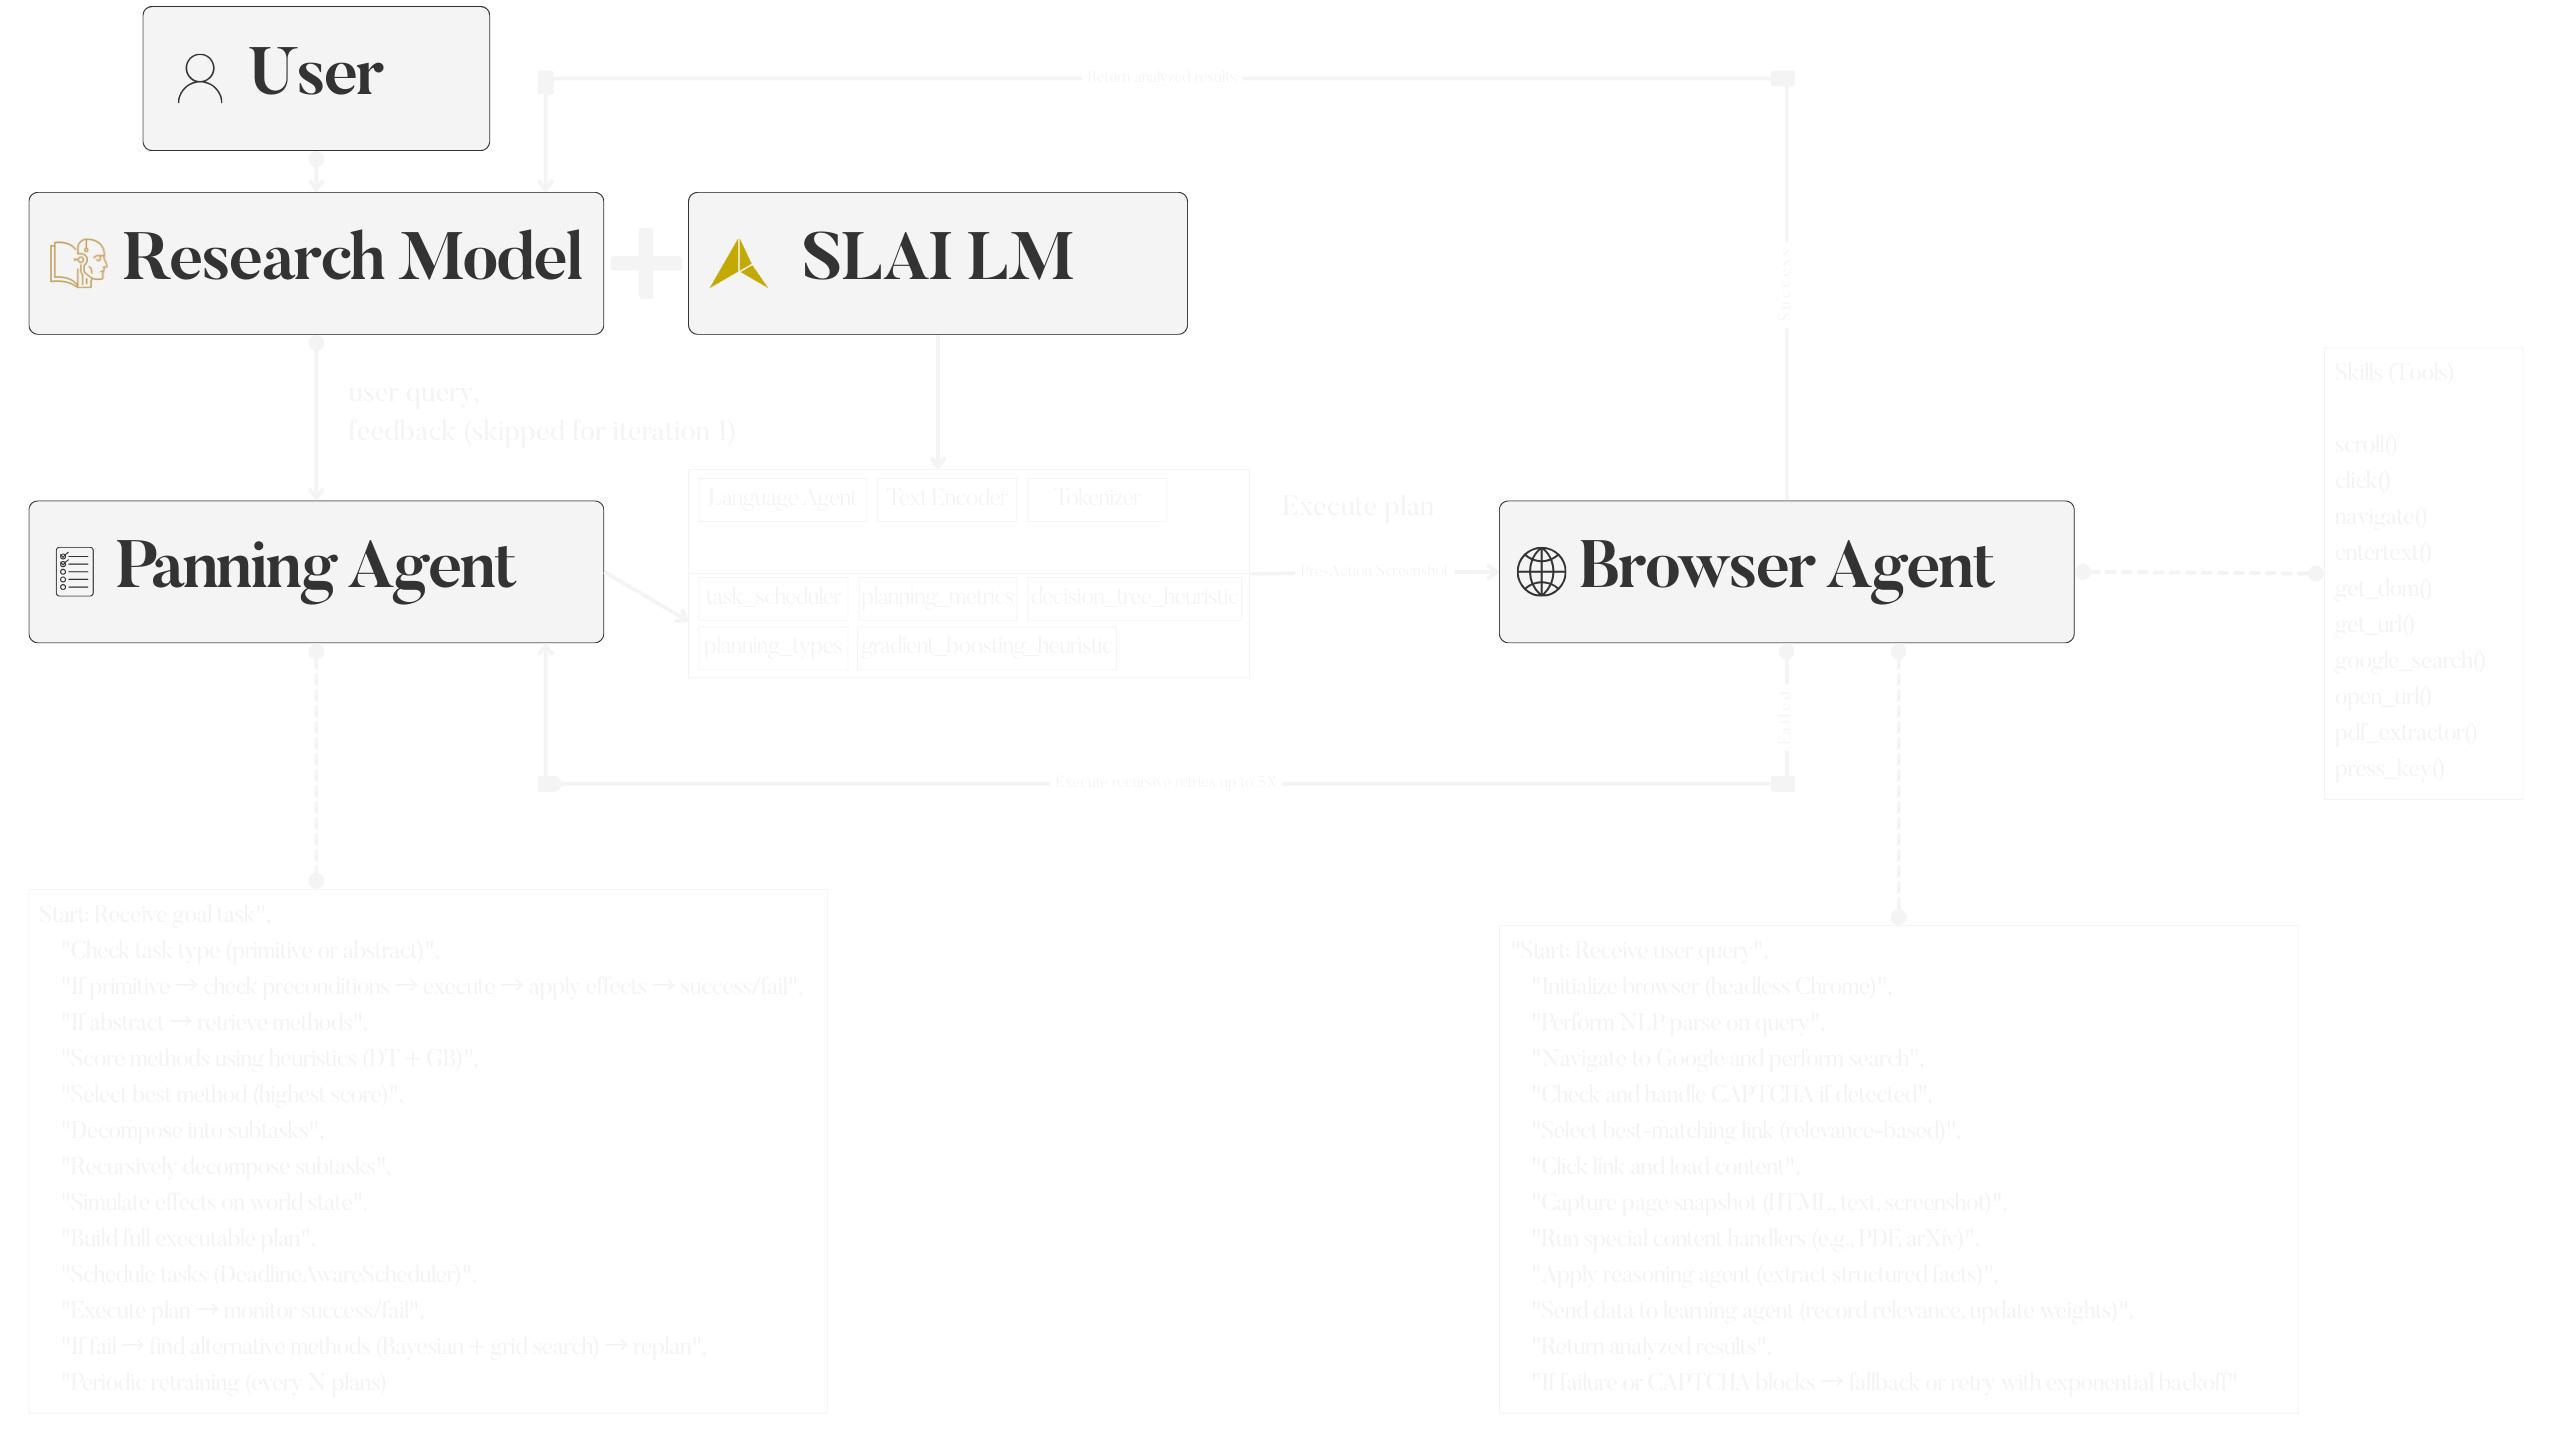 User
Return analyzed results
Research Model
SLAI LM
Success
user query,
feedback (skipped for iteration 1)
Skills (Tools)
scroll()
click()
navigate()
entertext()
get_dom()
get_url()
google_search()
open_url()
pdf_extractor()
press_key()
Language Agent
Text Encoder
Tokenizer
Execute plan
Panning Agent
Pre-Action Screenshot
Browser Agent
task_scheduler
planning_metrics
decision_tree_heuristic
planning_types
gradient_boosting_heuristic
Failed
Execute recursive retries up to 5X
Start: Receive goal task",
"Check task type (primitive or abstract)",
"If primitive → check preconditions → execute → apply effects → success/fail",
"If abstract → retrieve methods",
"Score methods using heuristics (DT + GB)",
"Select best method (highest score)",
"Decompose into subtasks",
"Recursively decompose subtasks",
"Simulate effects on world state",
"Build full executable plan",
"Schedule tasks (DeadlineAwareScheduler)",
"Execute plan → monitor success/fail",
"If fail → find alternative methods (Bayesian + grid search) → replan",
"Periodic retraining (every N plans)
"Start: Receive user query",
"Initialize browser (headless Chrome)",
"Perform NLP parse on query",
"Navigate to Google and perform search",
"Check and handle CAPTCHA if detected",
"Select best-matching link (relevance-based)",
"Click link and load content",
"Capture page snapshot (HTML, text, screenshot)",
"Run special content handlers (e.g., PDF, arXiv)",
"Apply reasoning agent (extract structured facts)",
"Send data to learning agent (record relevance, update weights)",
"Return analyzed results",
"If failure or CAPTCHA blocks → fallback or retry with exponential backoff"